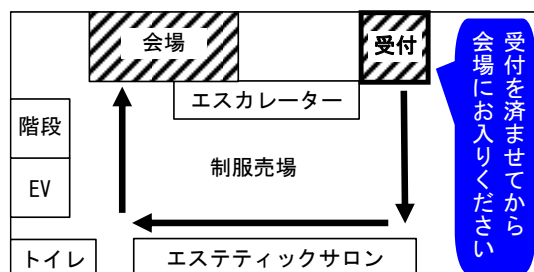 会場
受付
受付を済ませてから
会場にお入りください
エスカレーター
階段
制服売場
EV
トイレ
エステティックサロン